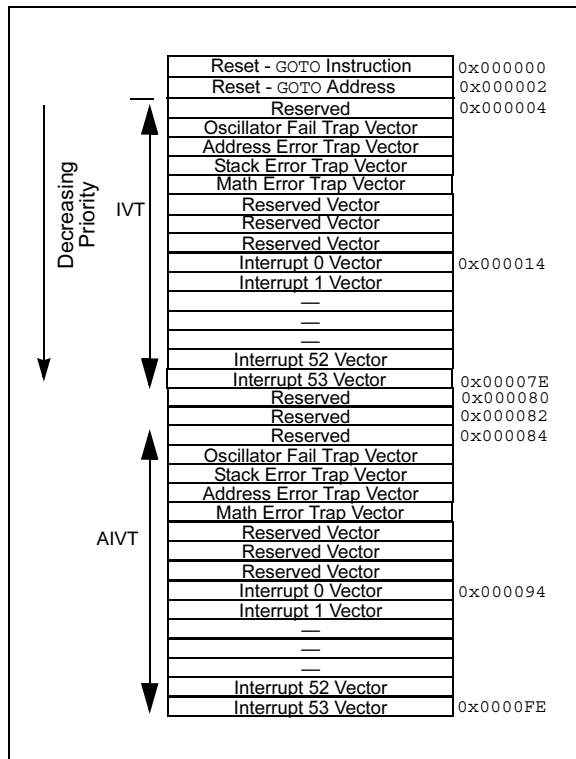 Reset - GOTO Instruction 0x000000
Reset - GOTO Address 0x000002
Reserved 0x000004
Oscillator Fail Trap Vector
Address Error Trap Vector
Stack Error Trap Vector
Math Error Trap Vector
Reserved Vector
Reserved Vector
Reserved Vector
Interrupt 0 Vector 0x000014
Interrupt 1 Vector
—
—
—
Interrupt 52 Vector
Interrupt 53 Vector 0x00007E
Decreasing
Priority
IVT
Reserved 0x000080
Reserved 0x000082
Reserved 0x000084
Oscillator Fail Trap Vector
Stack Error Trap Vector
Address Error Trap Vector
Math Error Trap Vector
Reserved Vector
Reserved Vector
Reserved Vector
Interrupt 0 Vector 0x000094
Interrupt 1 Vector
—
—
—
Interrupt 52 Vector
Interrupt 53 Vector 0x0000FE
AIVT